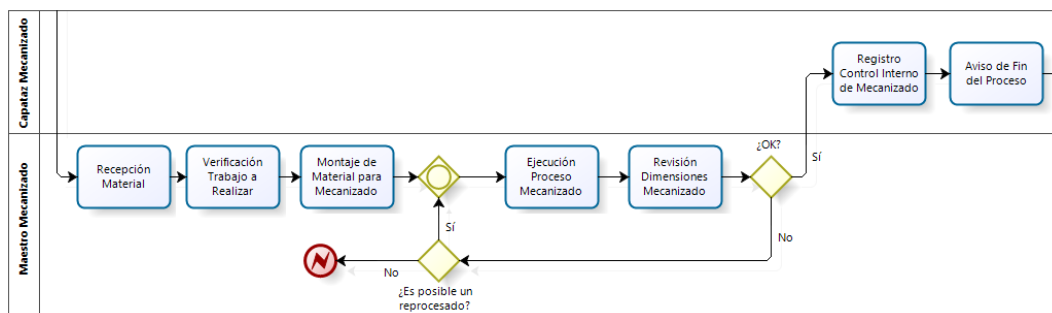 Capataz Mecanizado
Registro
Control Interno
de Mecanizado
Aviso de Fin
del Proceso
Maestro Mecanizado
Recepción
Material
Verificación
Trabajo a
Realizar
Montaje de
Material para
Mecanizado
Ejecución
Proceso
Mecanizado
Revisión
Dimensiones
Mecanizado
¿OK?
Sí
No
Sí
No
¿Es posible un
reprocesado?